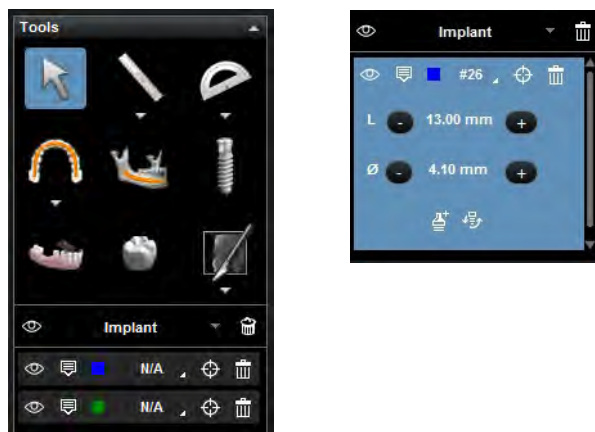 Tools
Implant
N/A
N/A
Implant
#26
L - 13.00 mm +
Ø - 4.10 mm +